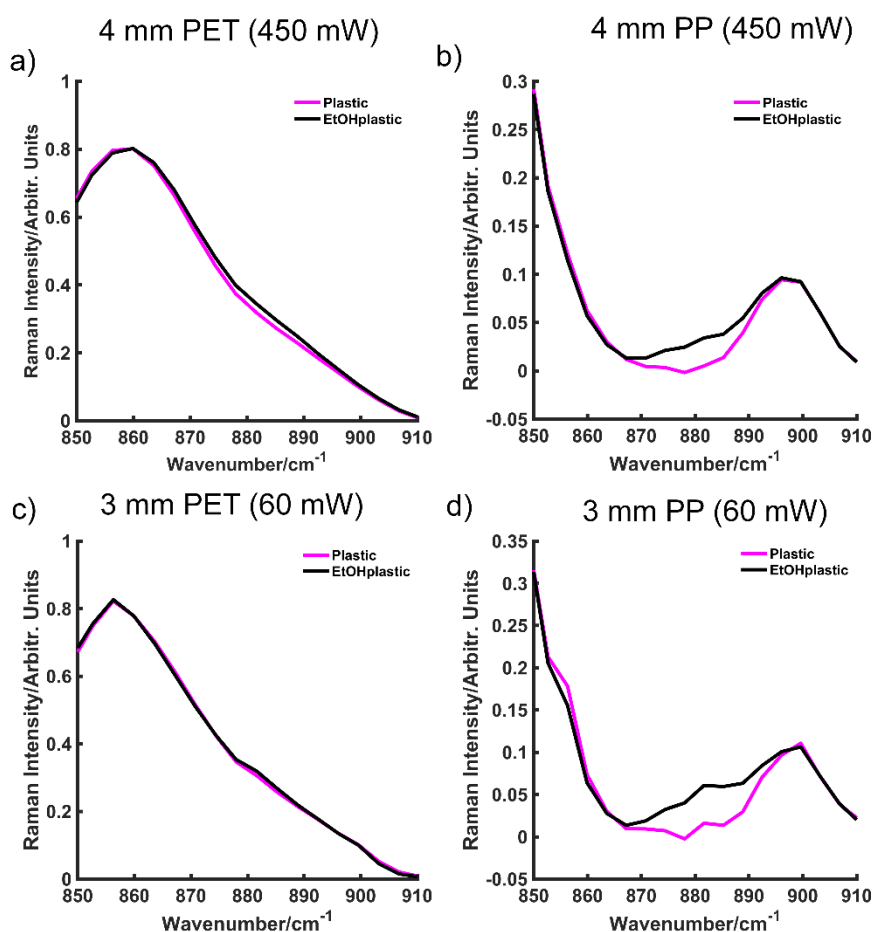 4 mm PET (450 mW)
4 mm PP (450 mW)
a)
b)
1
0.8
0.6
0.4
0.2
0
Raman Intensity/Arbitr. Units
Plastic
EtOHplastic
850 860 870 880 890 900 910
Wavenumber/cm⁻¹
0.3
0.25
0.2
0.15
0.1
0.05
0
-0.05
Raman Intensity/Arbitr. Units
Plastic
EtOHplastic
850 860 870 880 890 900 910
Wavenumber/cm⁻¹
c)
3 mm PET (60 mW)
d)
3 mm PP (60 mW)
1
0.8
0.6
0.4
0.2
0
Raman Intensity/Arbitr. Units
Plastic
EtOHplastic
850 860 870 880 890 900 910
Wavenumber/cm⁻¹
0.35
0.3
0.25
0.2
0.15
0.1
0.05
0
-0.05
Raman Intensity/Arbitr. Units
Plastic
EtOHplastic
850 860 870 880 890 900 910
Wavenumber/cm⁻¹